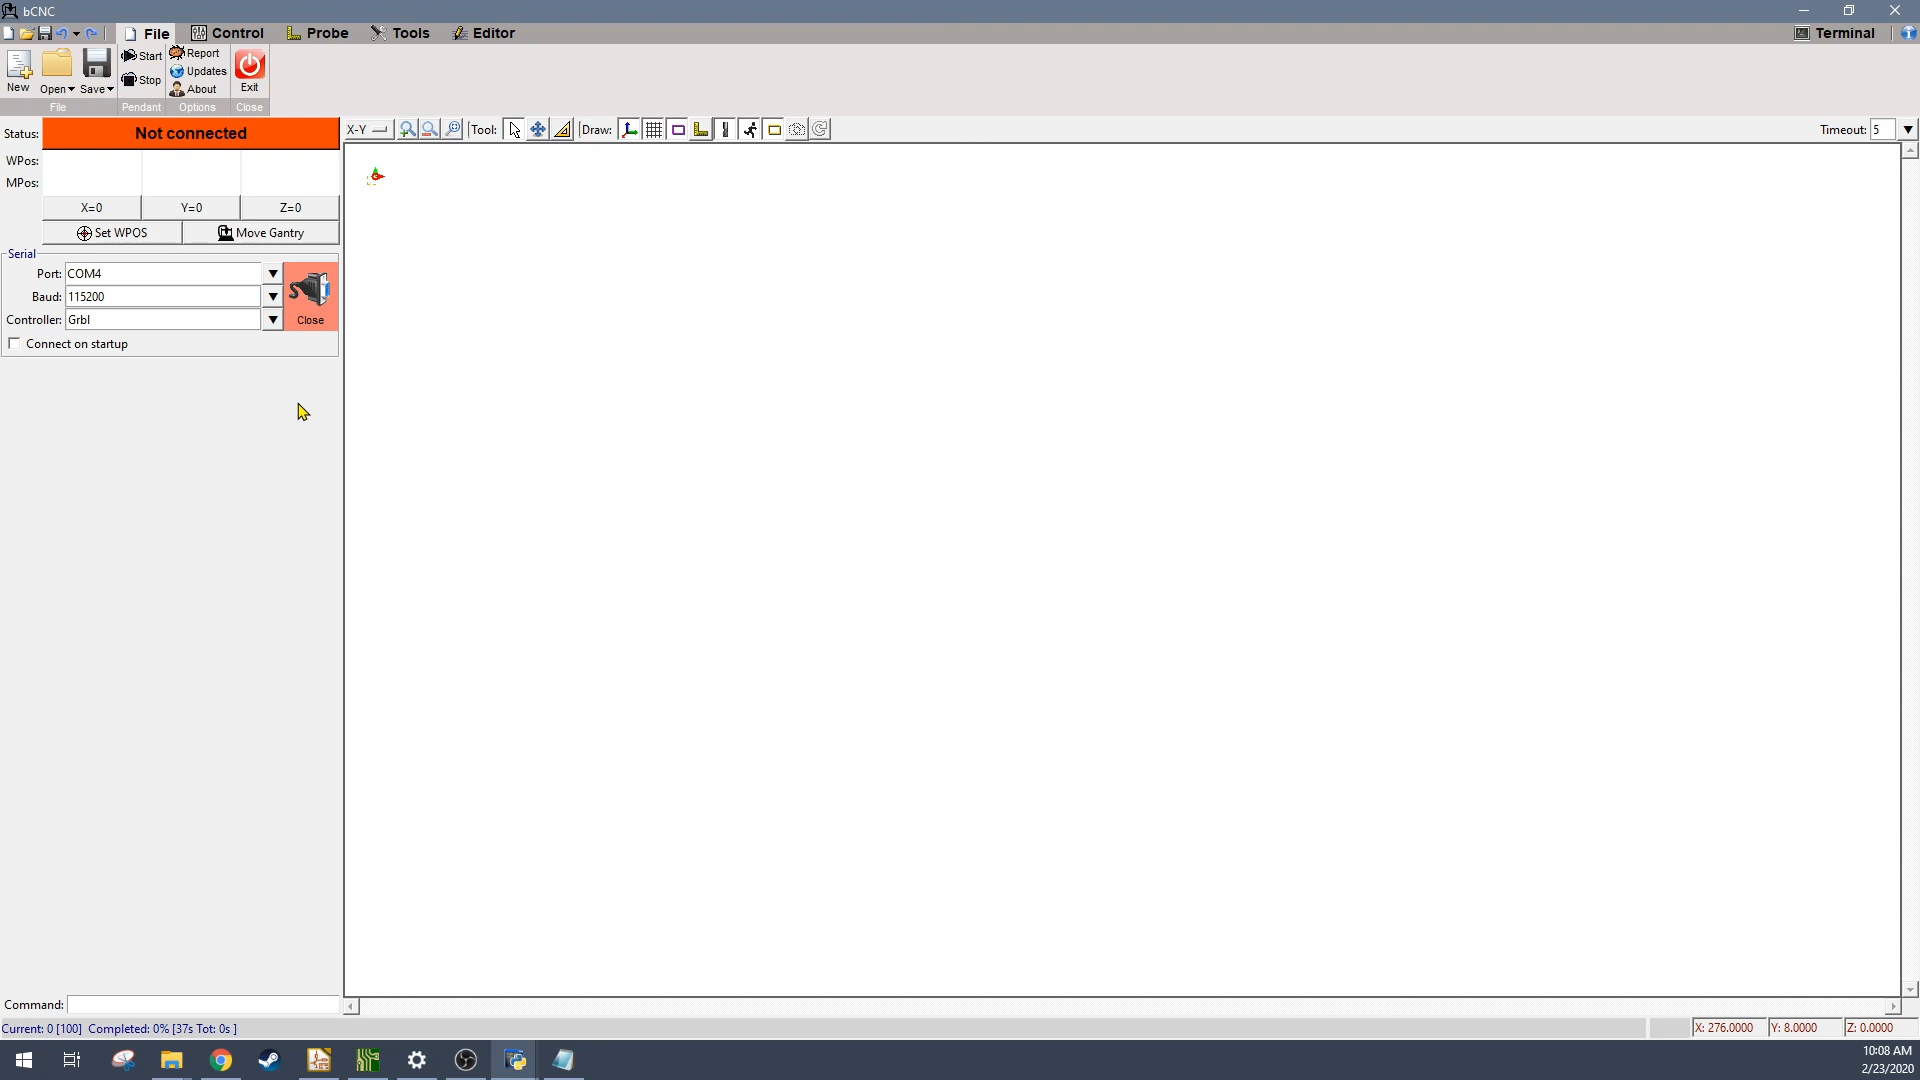 bCNC
File Control Probe Tools Editor Terminal
Start Report
Updates
New Open Save Stop About Exit
File Pendant Options Close
Status: Not connected X-Y Tool: Draw: Timeout: 5
WPos:
MPos:
X=0 Y=0 Z=0
Set WPOS Move Gantry
Serial
Port: COM4
Baud: 115200
Controller: Grbl Close
Connect on startup
Command:
Current: 0 [100] Completed: 0% [37s Tot: 0s ] X: 276.0000 Y: 8.0000 Z: 0.0000
10:08 AM
2/23/2020